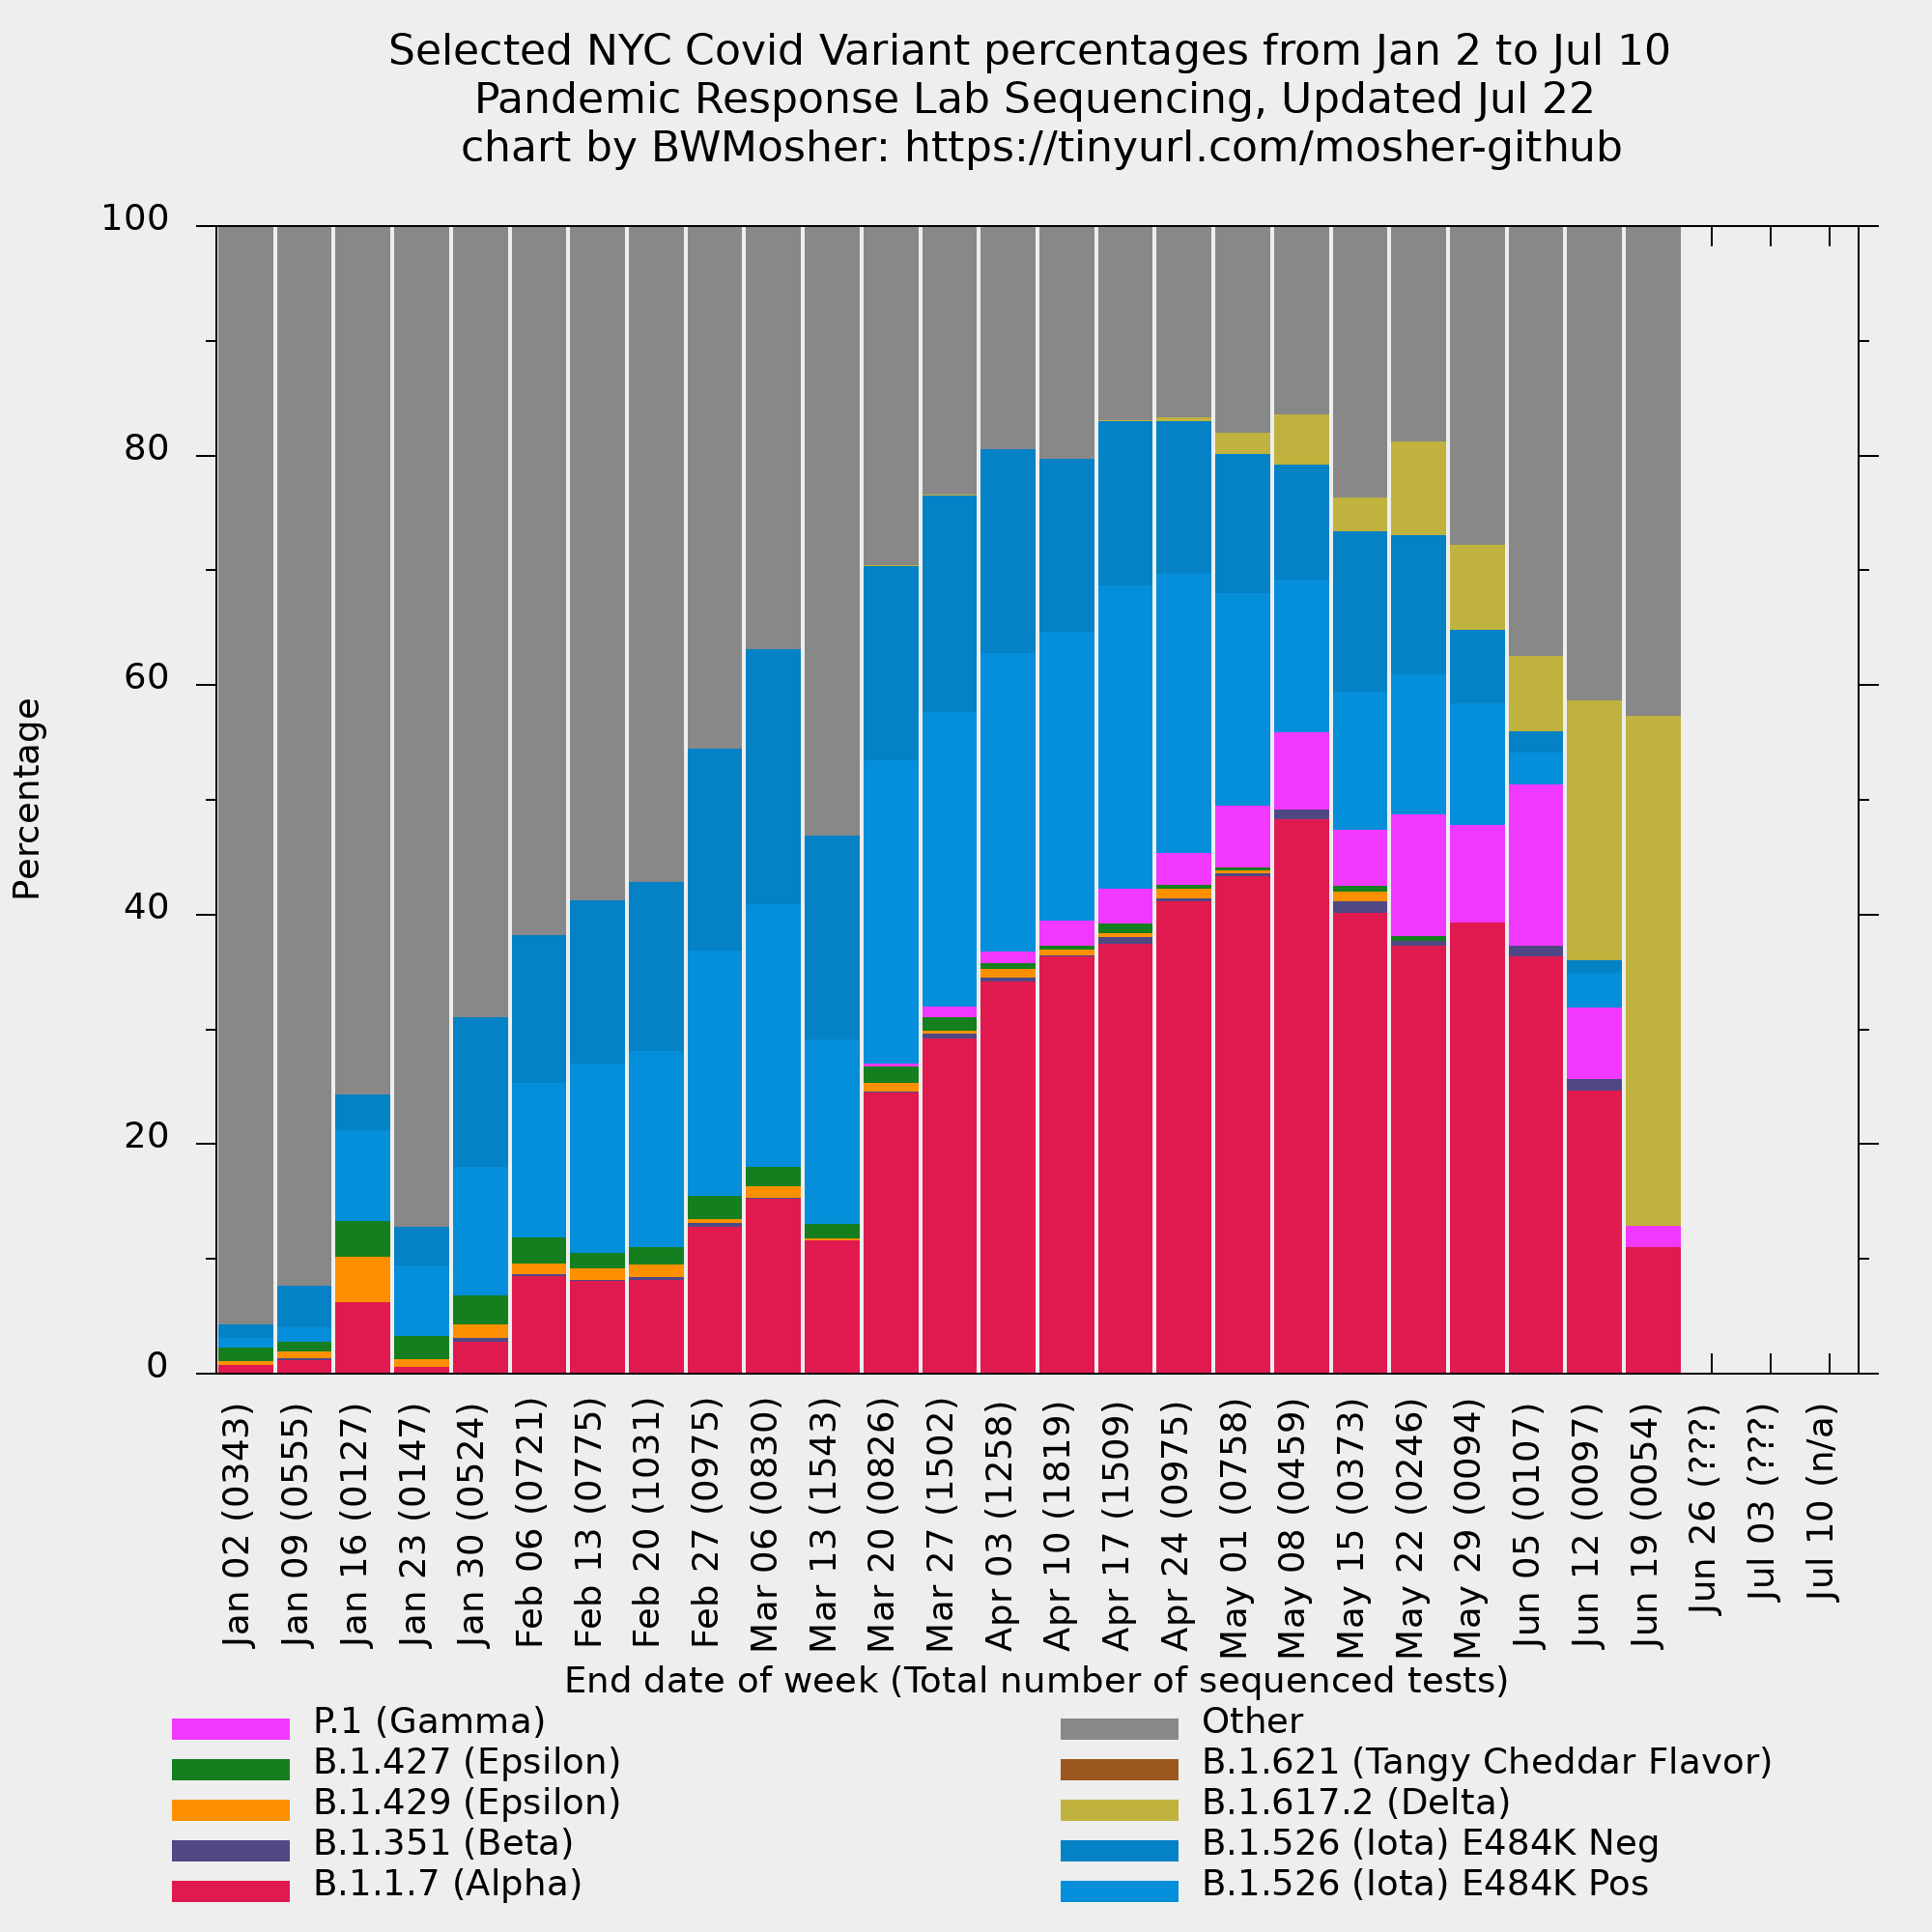 Selected NYC Covid Variant percentages from Jan 2 to Jul 10
Pandemic Response Lab Sequencing, Updated Jul 22
chart by BWMosher: https://tinyurl.com/mosher-github
Percentage
100
80
60
40
20
0
Jan 02 (0343)
Jan 09 (0555)
Jan 16 (0127)
Jan 23 (0147)
Jan 30 (0524)
Feb 06 (0721)
Feb 13 (0775)
Feb 20 (1031)
Feb 27 (0975)
Mar 06 (0830)
Mar 13 (1543)
Mar 20 (0826)
Mar 27 (1502)
Apr 03 (1258)
Apr 10 (1819)
Apr 17 (1509)
Apr 24 (0975)
May 01 (0758)
May 08 (0459)
May 15 (0373)
May 22 (0246)
May 29 (0094)
Jun 05 (0107)
Jun 12 (0097)
Jun 19 (0054)
Jun 26 (???)
Jul 03 (???)
Jul 10 (n/a)
End date of week (Total number of sequenced tests)
P.1 (Gamma)
B.1.427 (Epsilon)
B.1.429 (Epsilon)
B.1.351 (Beta)
B.1.1.7 (Alpha)
Other
B.1.621 (Tangy Cheddar Flavor)
B.1.617.2 (Delta)
B.1.526 (Iota) E484K Neg
B.1.526 (Iota) E484K Pos